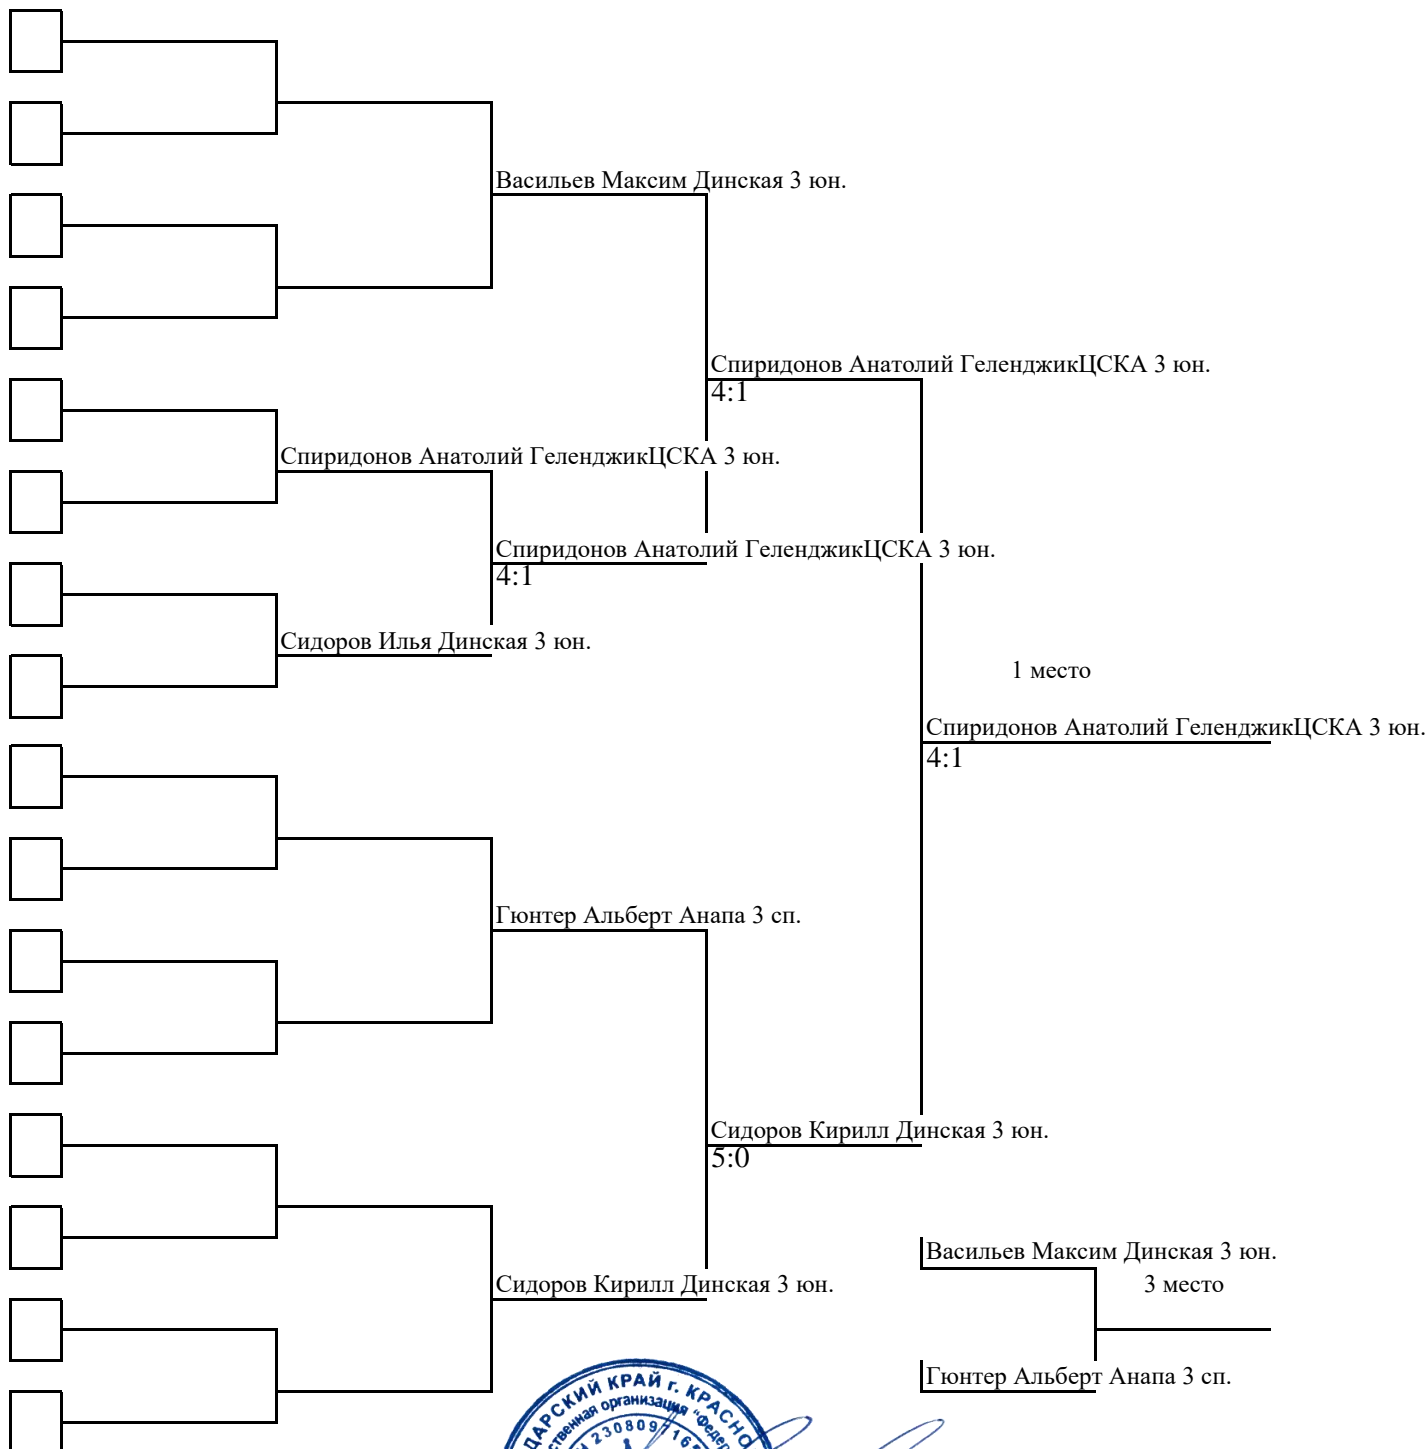 Васильев Максим Динская 3 юн.
Спиридонов Анатолий ГеленджикЦСКА 3 юн.
4:1
Спиридонов Анатолий ГеленджикЦСКА 3 юн.
Спиридонов Анатолий ГеленджикЦСКА 3 юн.
4:1
Сидоров Илья Динская 3 юн.
1 место
Спиридонов Анатолий ГеленджикЦСКА 3 юн.
4:1
Гюнтер Альберт Анапа 3 сп.
Сидоров Кирилл Динская 3 юн.
5:0
Васильев Максим Динская 3 юн.
Сидоров Кирилл Динская 3 юн.
3 место
Гюнтер Альберт Анапа 3 сп.
КРАЙ г.
организация